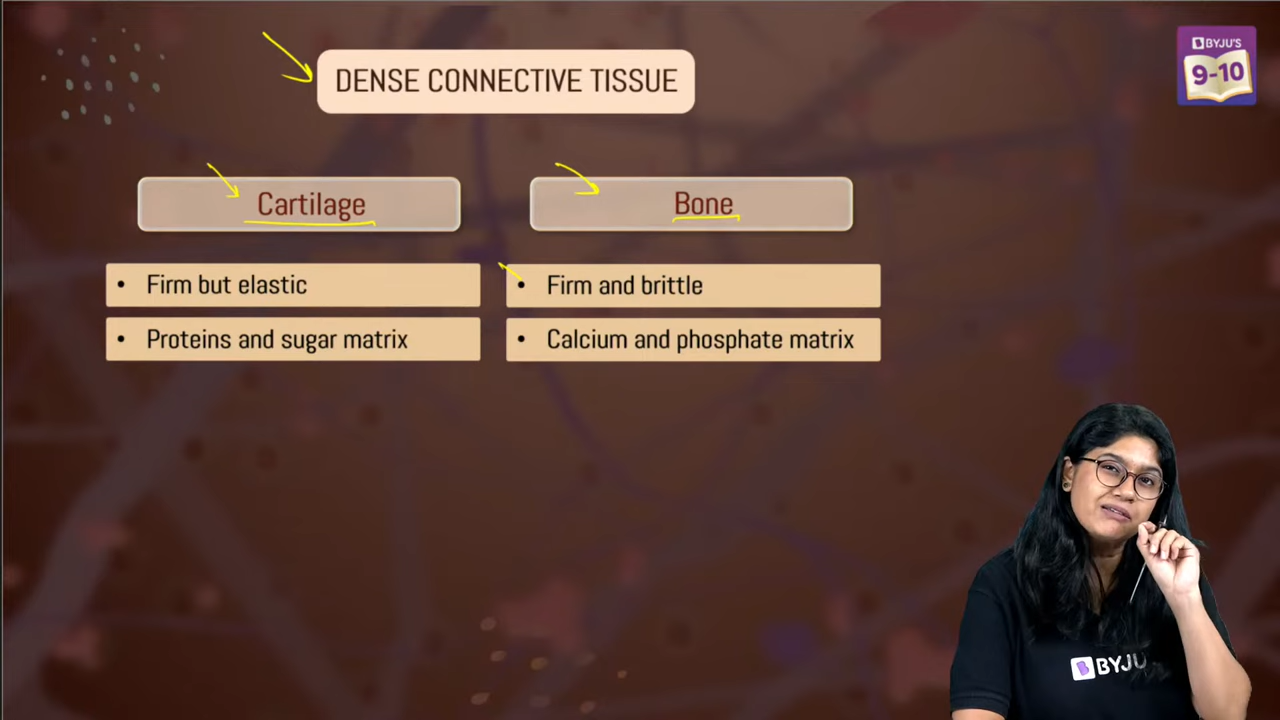 DENSE CONNECTIVE TISSUE
BYJU'S
9-10
Cartilage
Bone
• Firm but elastic
• Firm and brittle
• Proteins and sugar matrix
• Calcium and phosphate matrix
BYJU